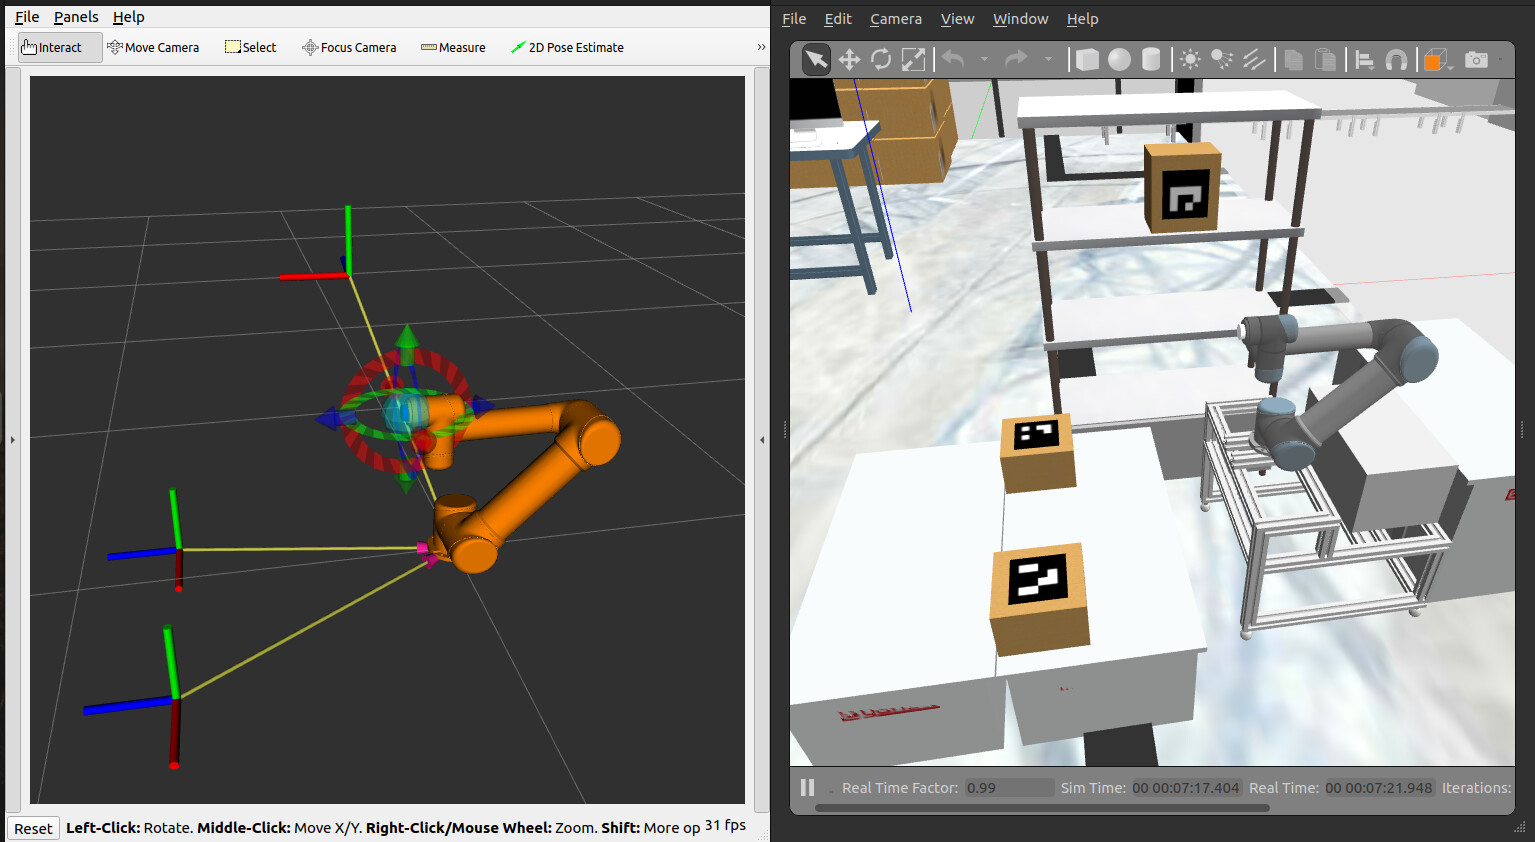 File Panels Help
Interact Move Camera Select Focus Camera Measure 2D Pose Estimate »
Reset Left-Click: Rotate. Middle-Click: Move X/Y. Right-Click/Mouse Wheel: Zoom. Shift: More op 31 fps
File Edit Camera View Window Help
Real Time Factor: 0.99 Sim Time: 00 00:07:17.404 Real Time: 00 00:07:21.948 Iterations: